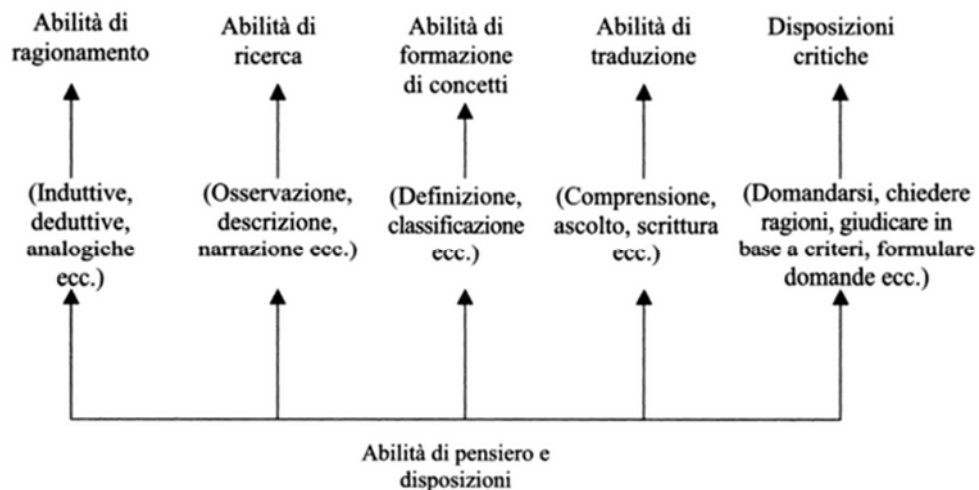 Abilità di
ragionamento
Abilità di
ricerca
Abilità di
formazione
di concetti
Abilità di
traduzione
Disposizioni
critiche
(Induttive,
deduttive,
analogiche
ecc.)
(Osservazione,
descrizione,
narrazione ecc.)
(Definizione,
classificazione
ecc.)
(Comprensione,
ascolto, scrittura
ecc.)
(Domandarsi, chiedere
ragioni, giudicare in
base a criteri, formulare
domande ecc.)
Abilità di pensiero e
disposizioni